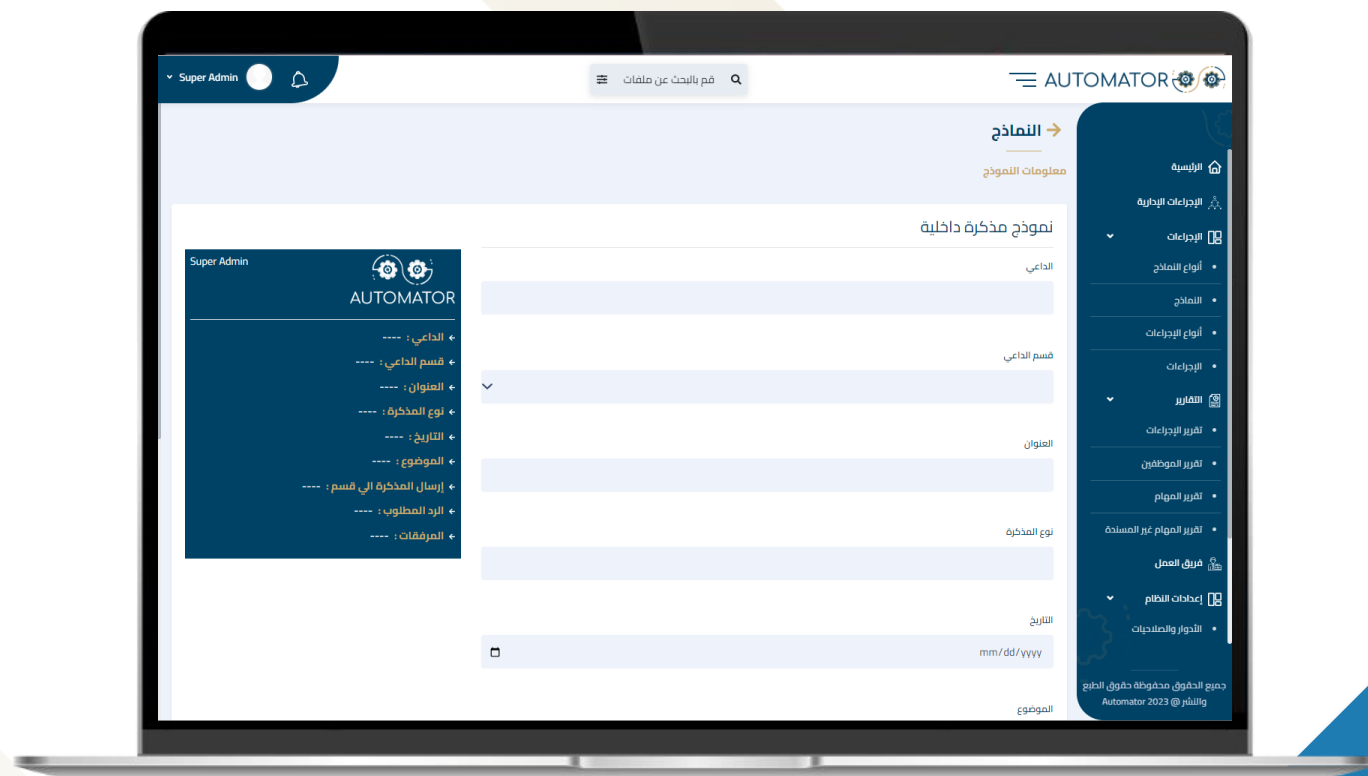 AUTOMATOR
قم بالبحث عن ملفات
Super Admin
الرئيسية
الإجراءات الإدارية
الإجراءات
أنواع النماذج
النماذج
أنواع الإجراءات
الإجراءات
التقارير
تقرير الإجراءات
تقرير الموظفين
تقرير المهام
تقرير المهام غير المسندة
فريق العمل
إعدادات النظام
الأدوار والصلاحيات
جميع الحقوق محفوظة حقوق الطبع
والنشر @ Automator 2023
النماذج
معلومات النموذج
نموذج مذكرة داخلية
الداعي
قسم الداعي
العنوان
نوع المذكرة
التاريخ
mm/dd/yyyy
الموضوع
Super Admin
AUTOMATOR
الداعي : ----
قسم الداعي : ----
العنوان : ----
نوع المذكرة : ----
التاريخ : ----
الموضوع : ----
إرسال المذكرة الي قسم : ----
الرد المطلوب : ----
المرفقات : ----